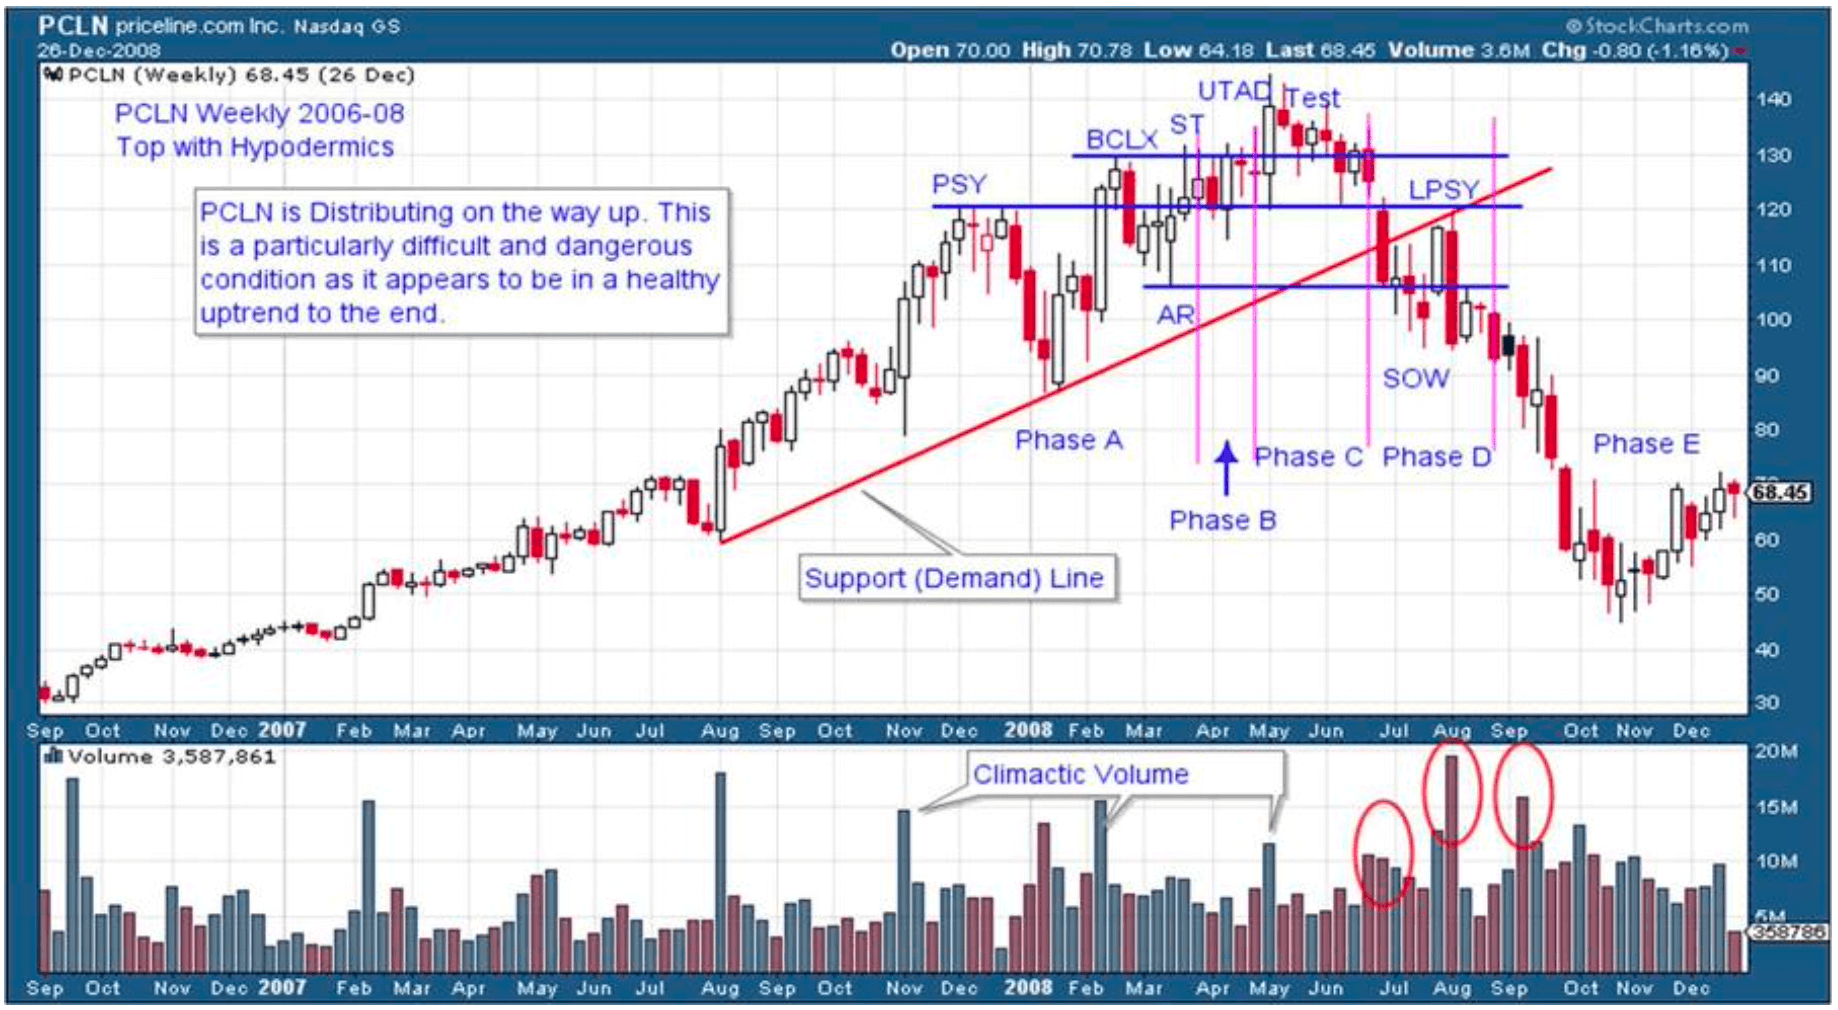 PCLN priceline.com Inc. Nasdaq GS
© StockCharts.com
26-Dec-2008
Open 70.00 High 70.78 Low 64.18 Last 68.45 Volume 3.6M Chg -0.80 (-1.16%)
PCLN (Weekly) 68.45 (26 Dec)
PCLN Weekly 2006-08
Top with Hypodermics
PCLN is Distributing on the way up. This
is a particularly difficult and dangerous
condition as it appears to be in a healthy
uptrend to the end.
UTAD
Test
ST
BCLX
PSY
LPSY
AR
SOW
Phase A
Phase B
Phase C
Phase D
Phase E
Support (Demand) Line
140
130
120
110
100
90
80
68.45
60
50
40
30
Sep Oct Nov Dec 2007 Feb Mar Apr May Jun Jul Aug Sep Oct Nov Dec 2008 Feb Mar Apr May Jun Jul Aug Sep Oct Nov Dec
Volume 3,587,861
Climactic Volume
20M
15M
10M
5M
358786
Sep Oct Nov Dec 2007 Feb Mar Apr May Jun Jul Aug Sep Oct Nov Dec 2008 Feb Mar Apr May Jun Jul Aug Sep Oct Nov Dec